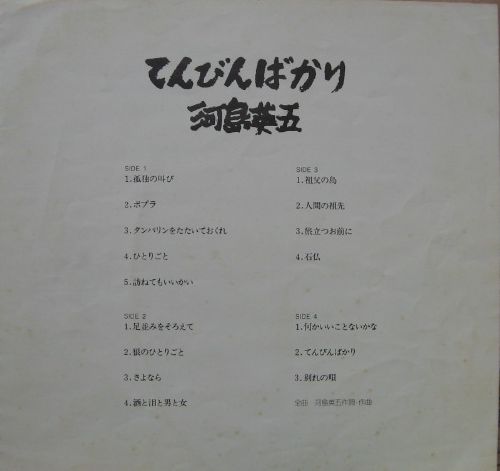 てんびんばかり
河島英五
SIDE 1
1.孤独の叫び
2.ポプラ
3.タンバリンをたたいておくれ
4.ひとりごと
5.訪ねてもいいかい
SIDE 2
1.足並みをそろえて
2.狼のひとりごと
3.さよなら
4.酒と泪と男と女
SIDE 3
1.祖父の島
2.人間の祖先
3.旅立つお前に
4.石仏
SIDE 4
1.何かいいことないかな
2.てんびんばかり
3.別れの唄
全曲 河島英五作詞・作曲